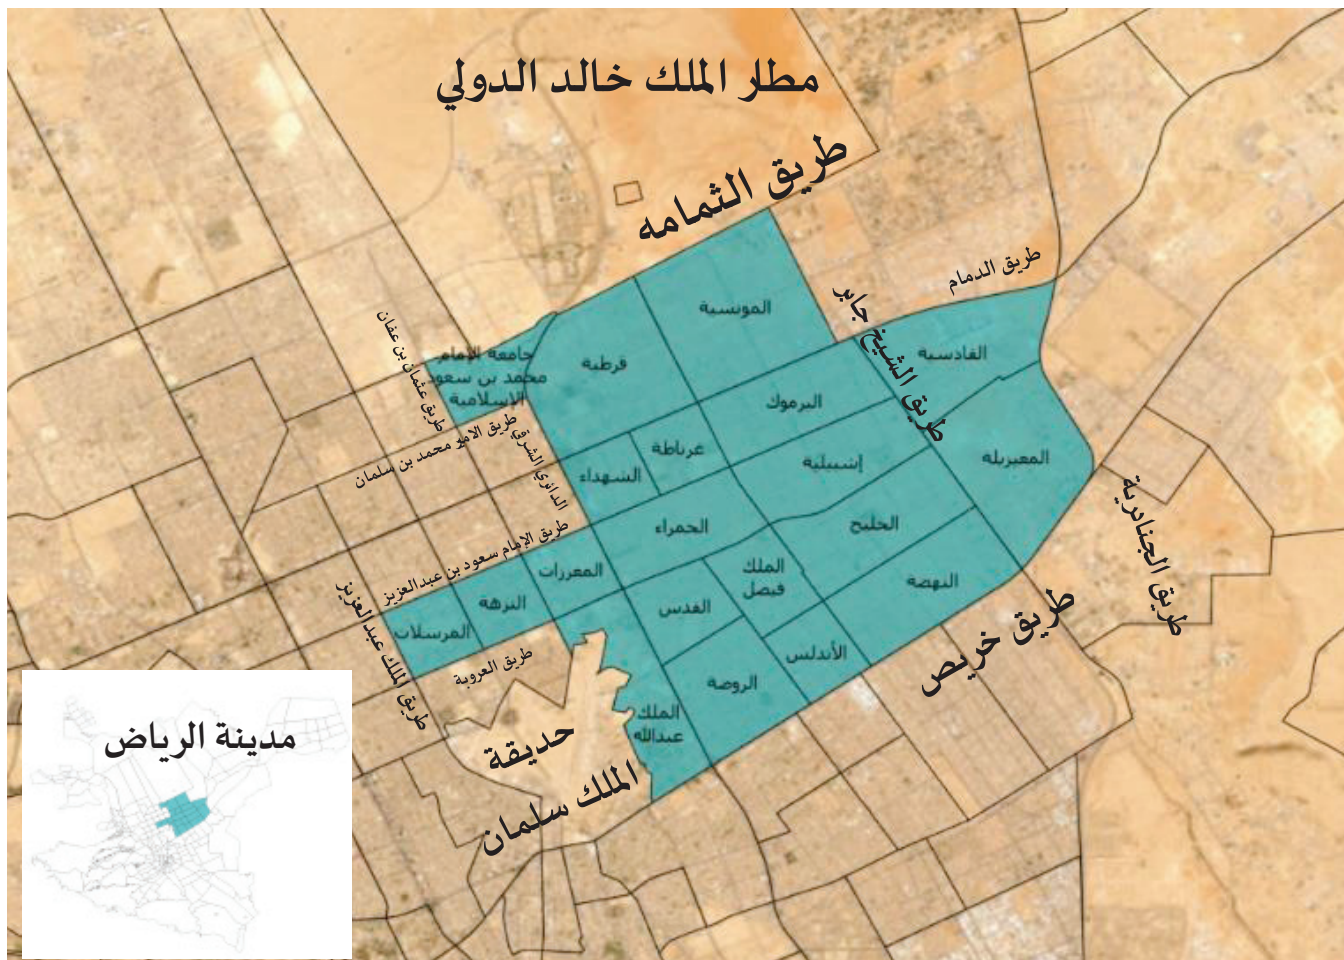 مطار الملك خالد الدولي
طريق الثمامه
طريق الدمام
طريق الشيخ جابر
طريق عثمان بن عفان
المونسية
القادسية
جامعة الإمام
محمد بن سعود
الاسلامية
قرطبة
اليرموك
طريق الامير محمد بن سلمان
الدائري الشرقي
غرناطة
الشهداء
إشبيلية
المعيزيلة
طريق الجنادرية
طريق الإمام سعود بن عبدالعزيز
الحمراء
الخليج
المغرزات
الملك
فيصل
النهضة
النزهة
القدس
المرسلات
طريق الملك عبدالعزيز
طريق العروبة
الأندلس
طريق خريص
الروضة
الملك
عبدالله
حديقة
الملك سلمان
مدينة الرياض